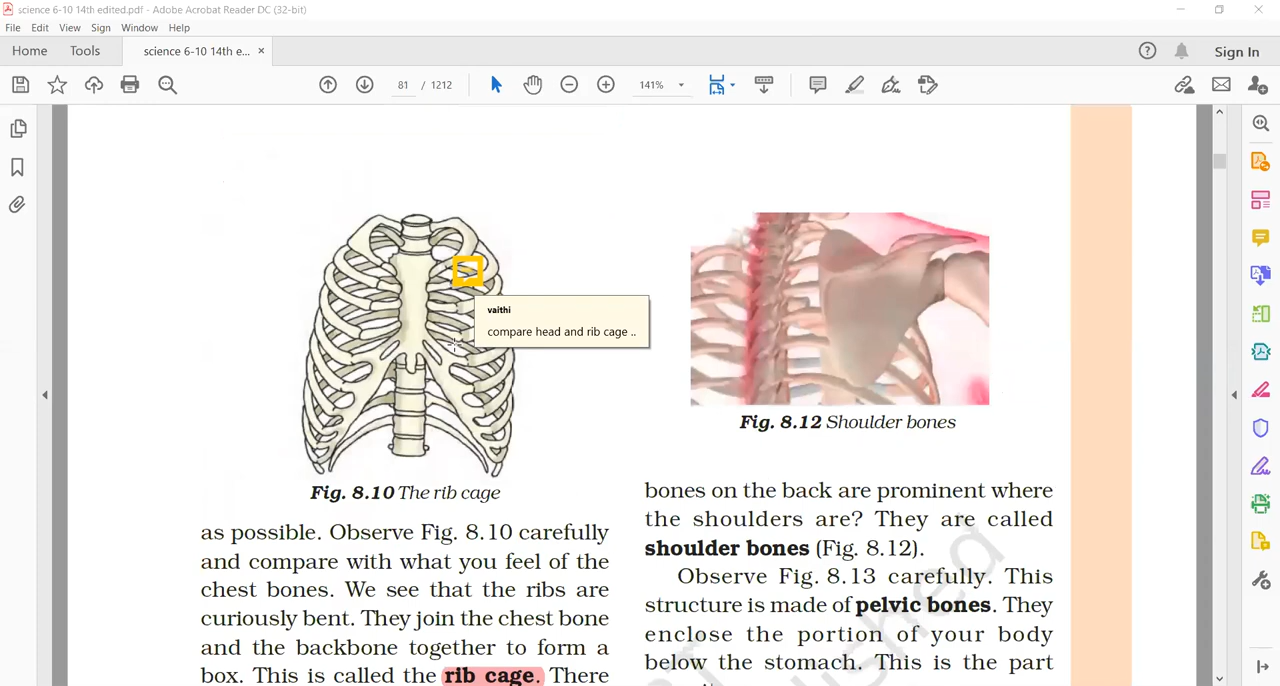 science 6-10 14th edited.pdf - Adobe Acrobat Reader DC (32-bit)
File Edit View Sign Window Help
Home Tools science 6-10 14th e... × Sign In
81 / 1212 141%
vaithi
compare head and rib cage ..
Fig. 8.10 The rib cage
as possible. Observe Fig. 8.10 carefully
and compare with what you feel of the
chest bones. We see that the ribs are
curiously bent. They join the chest bone
and the backbone together to form a
box. This is called the rib cage. There
Fig. 8.12 Shoulder bones
bones on the back are prominent where
the shoulders are? They are called
shoulder bones (Fig. 8.12).
Observe Fig. 8.13 carefully. This
structure is made of pelvic bones. They
enclose the portion of your body
below the stomach. This is the part